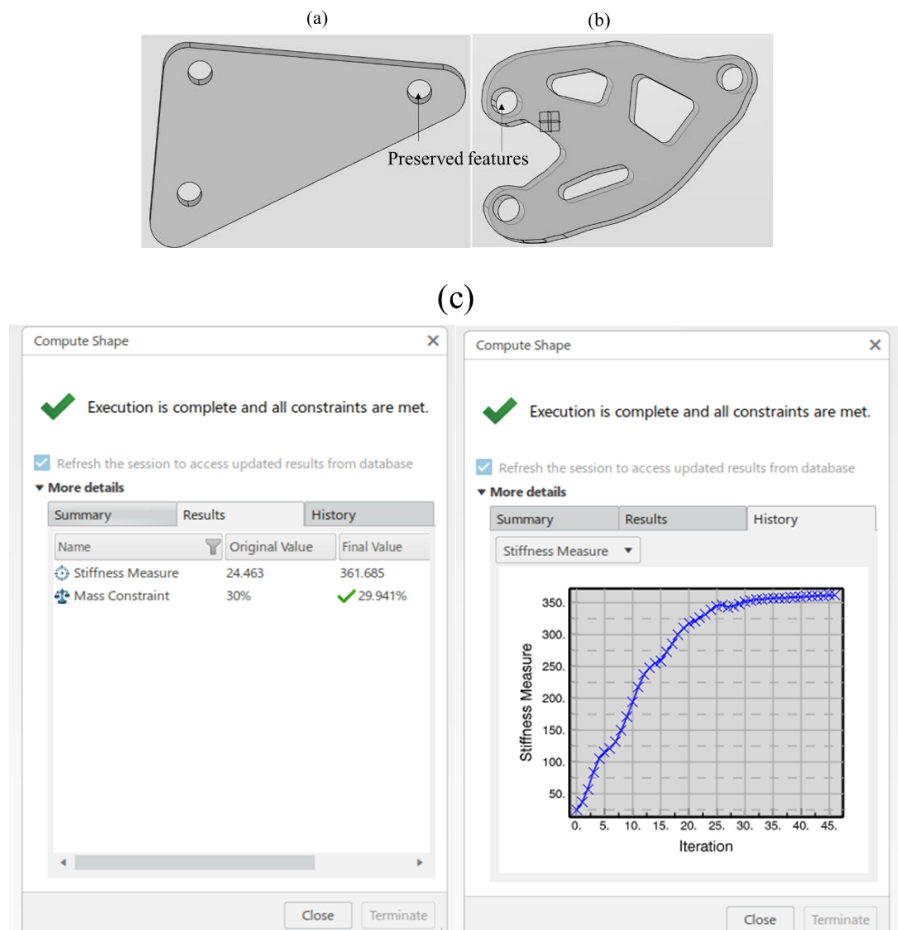 (a)
(b)
Preserved features
(c)
Compute Shape
Execution is complete and all constraints are met.
Refresh the session to access updated results from database
More details
Summary Results History
Name Original Value Final Value
Stiffness Measure 24.463 361.685
Mass Constraint 30% 29.941%
Close Terminate
Compute Shape
Execution is complete and all constraints are met.
Refresh the session to access updated results from database
More details
Summary Results History
Stiffness Measure
350.
300.
250.
200.
150.
100.
50.
Stiffness Measure
0. 5. 10. 15. 20. 25. 30. 35. 40. 45.
Iteration
Close Terminate